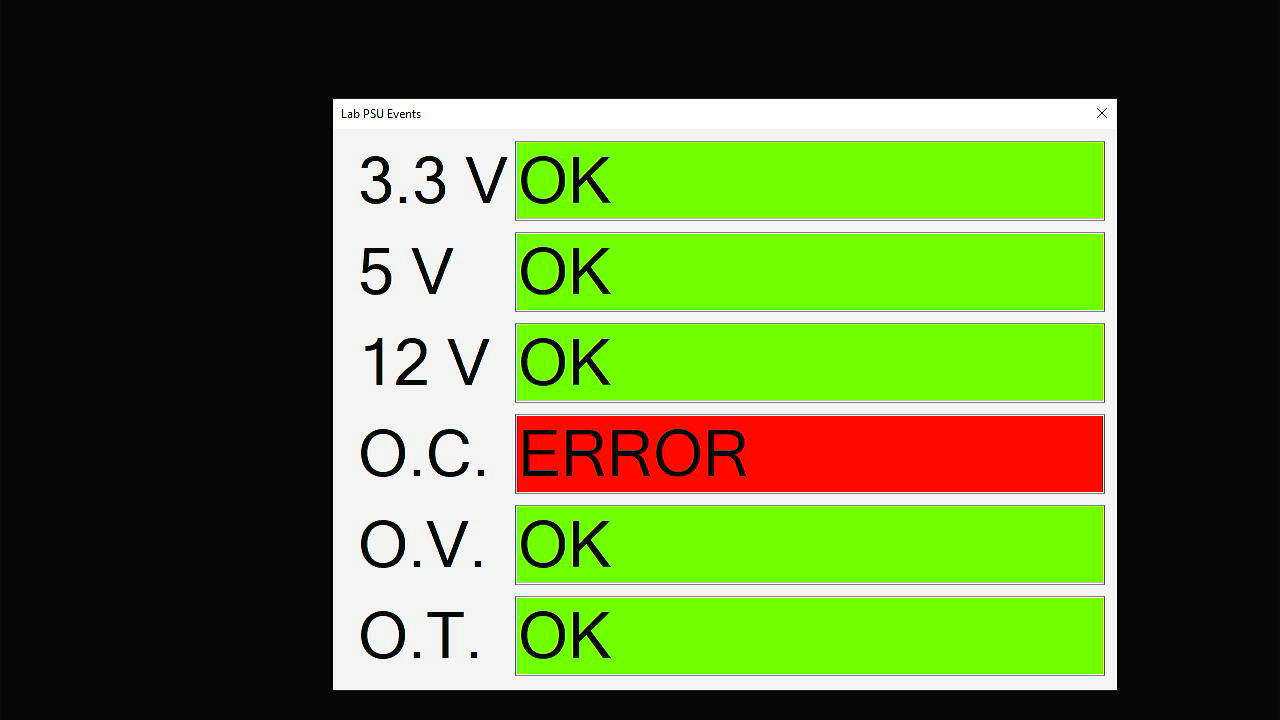 Lab PSU Events
3.3 V OK
5 V OK
12 V OK
O.C. ERROR
O.V. OK
O.T. OK